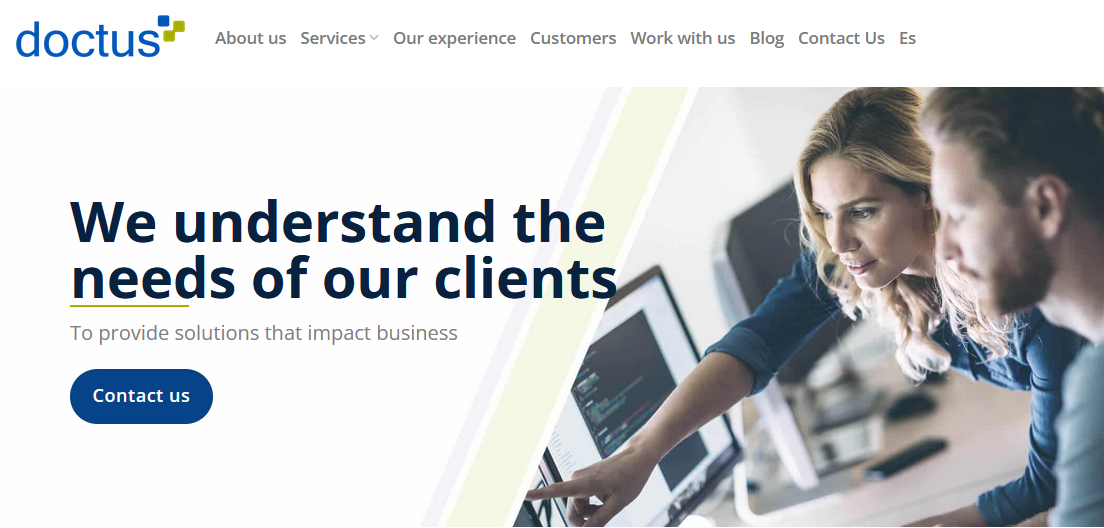 doctus
About us Services Our experience Customers Work with us Blog Contact Us Es
We understand the
needs of our clients
To provide solutions that impact business
Contact us